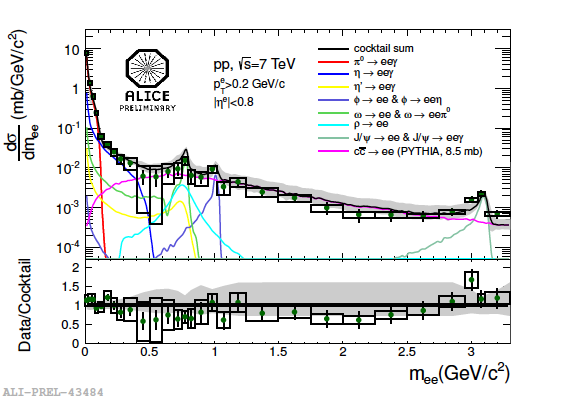 dσ/dm_ee (mb/GeV/c²)
10
1
10⁻¹
10⁻²
10⁻³
10⁻⁴
ALICE
PRELIMINARY
pp, √s=7 TeV
p_T^e>0.2 GeV/c
|η^e|<0.8
cocktail sum
π⁰ → eeγ
η → eeγ
η' → eeγ
ϕ → ee & ϕ → eeη
ω → ee & ω → eeπ⁰
ρ → ee
J/ψ → ee & J/ψ → eeγ
cc̅ → ee (PYTHIA, 8.5 mb)
Data/Cocktail
2
1.5
1
0.5
0
0 0.5 1 1.5 2 2.5 3
m_ee(GeV/c²)
ALI-PREL-43484